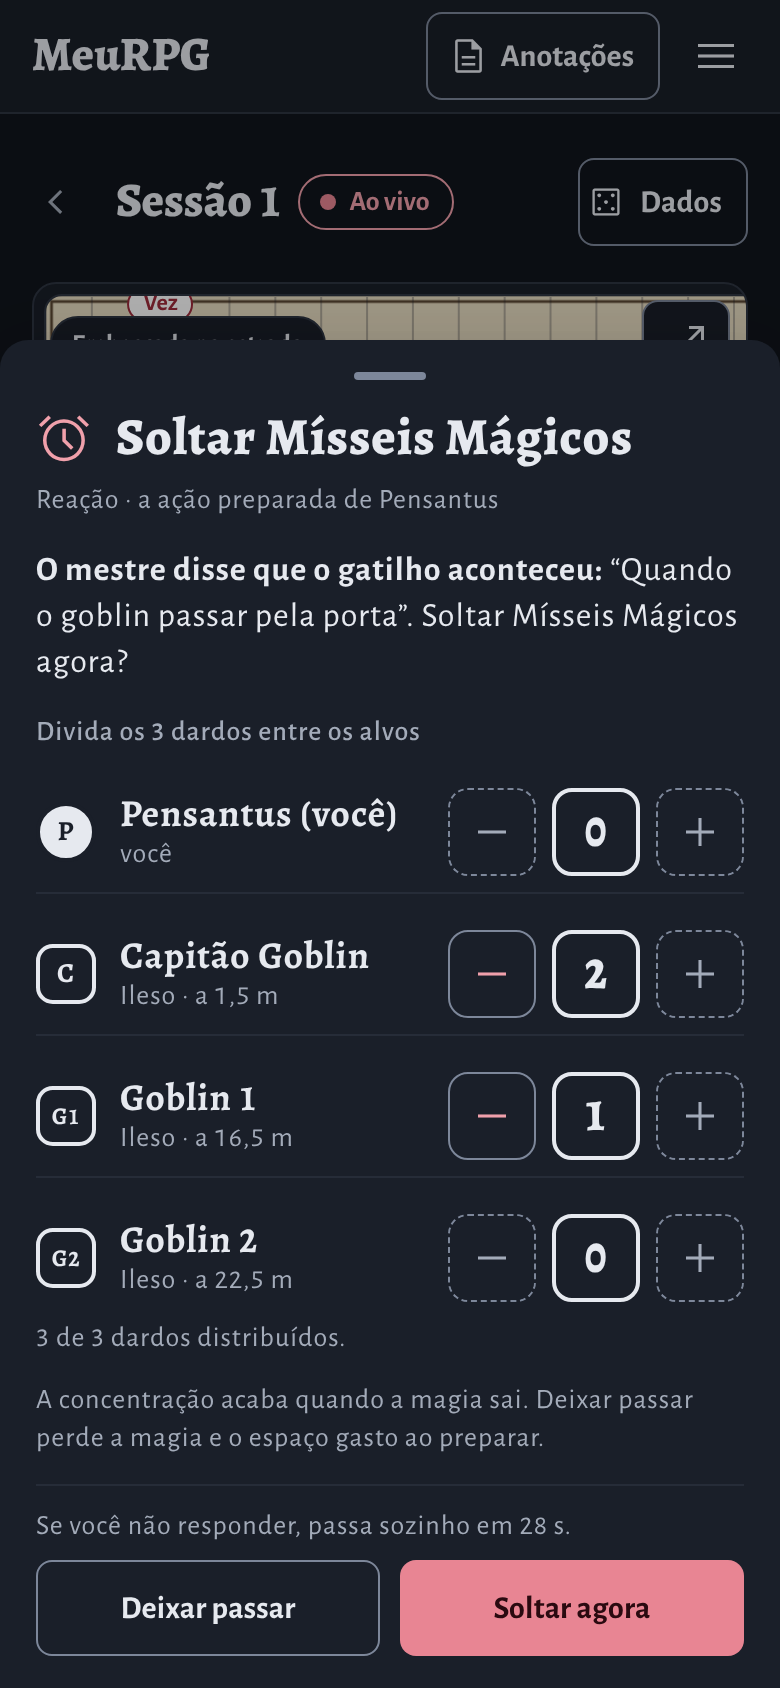 MeuRPG
Anotações
Sessão 1
Ao vivo
Dados
Vez
Soltar Mísseis Mágicos
Reação · a ação preparada de Pensantus
O mestre disse que o gatilho aconteceu: “Quando
o goblin passar pela porta”. Soltar Mísseis Mágicos
agora?
Divida os 3 dardos entre os alvos
P
Pensantus (você)
você
0
C
Capitão Goblin
Ileso · a 1,5 m
2
G1
Goblin 1
Ileso · a 16,5 m
1
G2
Goblin 2
Ileso · a 22,5 m
0
3 de 3 dardos distribuídos.
A concentração acaba quando a magia sai. Deixar passar
perde a magia e o espaço gasto ao preparar.
Se você não responder, passa sozinho em 28 s.
Deixar passar
Soltar agora